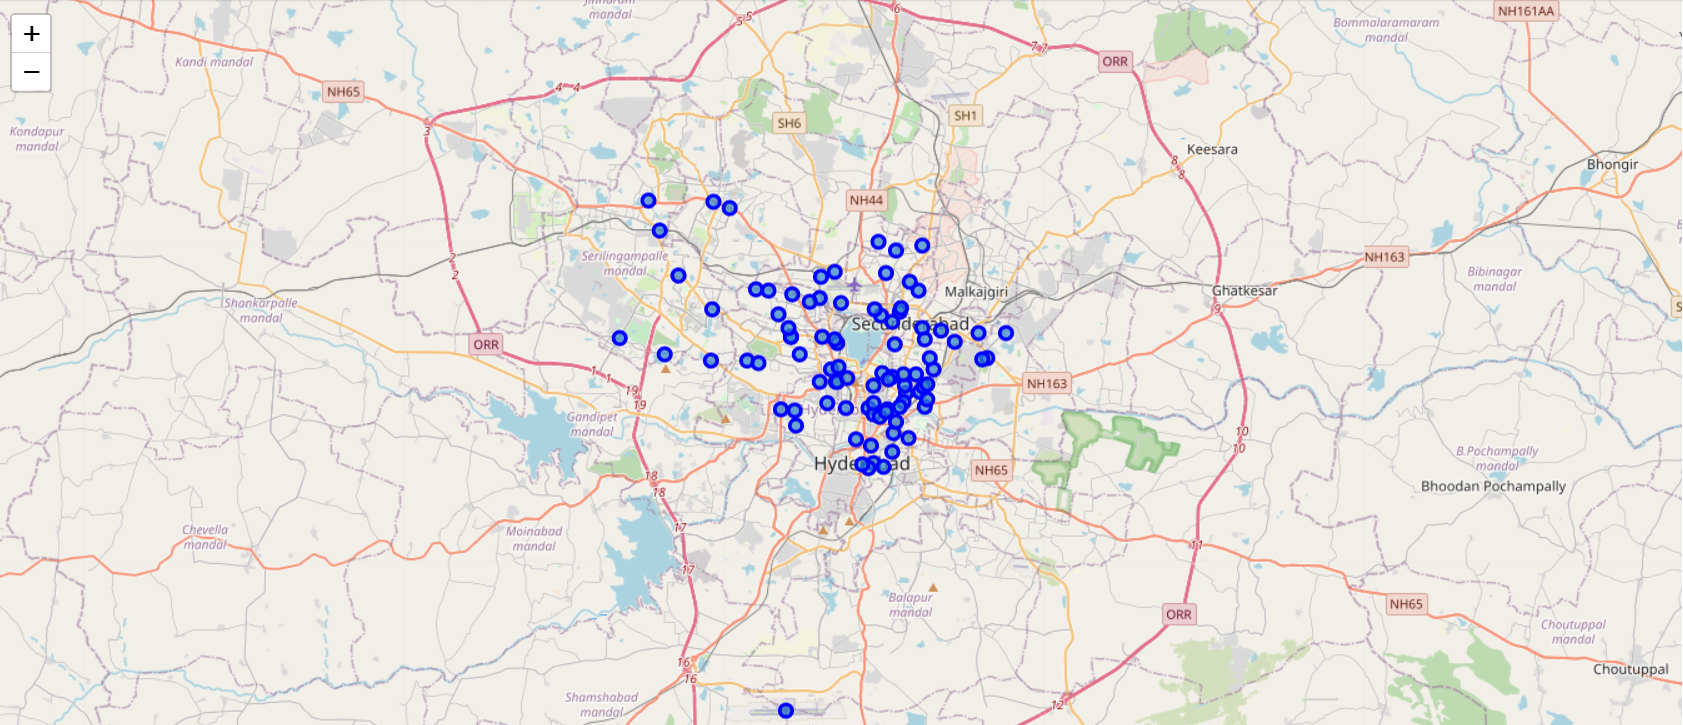 +
−
Jinnaram
mandal
5 5
6
NH161AA
Bommalaramaram
mandal
Kandi mandal
7 7
ORR
NH65
4 4
SH6
SH1
3
Kondapur
mandal
Keesara
8
8
Bhongir
NH44
Serilingampalle
mandal
2
2
NH163
Bibinagar
mandal
Malkajgiri
Ghatkesar
9
Shankarpalle
mandal
Secunderabad
ORR
1 1
19
19
NH163
Gandipet
mandal
10
10
B.Pochampally
mandal
Hyderabad
NH65
18
18
Bhoodan Pochampally
Chevella
mandal
Moinabad
mandal
17
11
17
Balapur
mandal
NH65
ORR
Choutuppal
mandal
16
16
Choutuppal
Shamshabad
mandal
12